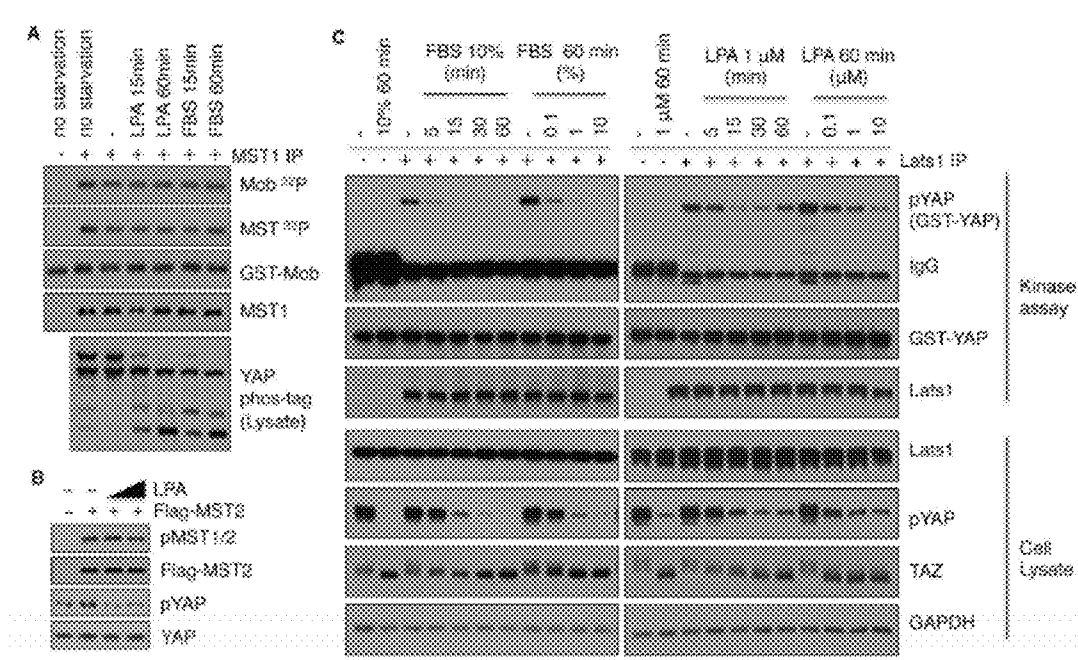 A
no starvation
no starvation
-
LPA 15min
LPA 60min
FBS 15min
FBS 60min
- + + + + + + MST1 IP
Mob ³²P
MST ³²P
GST-Mob
MST1
YAP
phos-tag
(Lysate)
B
- - LPA
- + + + Flag-MST2
pMST1/2
Flag-MST2
pYAP
YAP
C
FBS 10% (min)
FBS 60 min (%)
LPA 1 µM (min)
LPA 60 min (µM)
- 10% 60 min - 5 15 30 60 - 0.1 1 10
- 1 µM 60 min - 5 15 30 60 - 0.1 1 10
- - + + + + + + + + +
- - + + + + + + + + + Lats1 IP
pYAP
(GST-YAP)
IgG
GST-YAP
Lats1
Kinase
assay
Lats1
pYAP
TAZ
GAPDH
Cell
Lysate